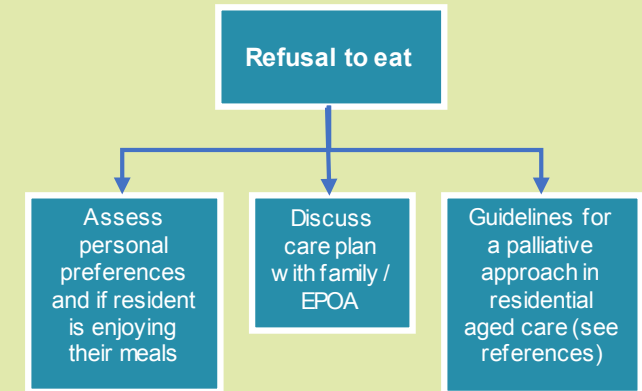 Refusal to eat
Assess
personal
preferences
and if resident
is enjoying
their meals
Discuss
care plan
with family /
EPOA
Guidelines for
a palliative
approach in
residential
aged care (see
references)